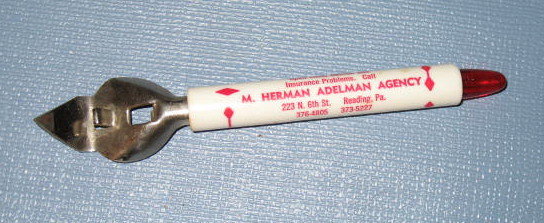 Insurance Problems, Call
M. HERMAN ADELMAN AGENCY
223 N. 6th St. Reading, Pa.
376-4805 373-5227